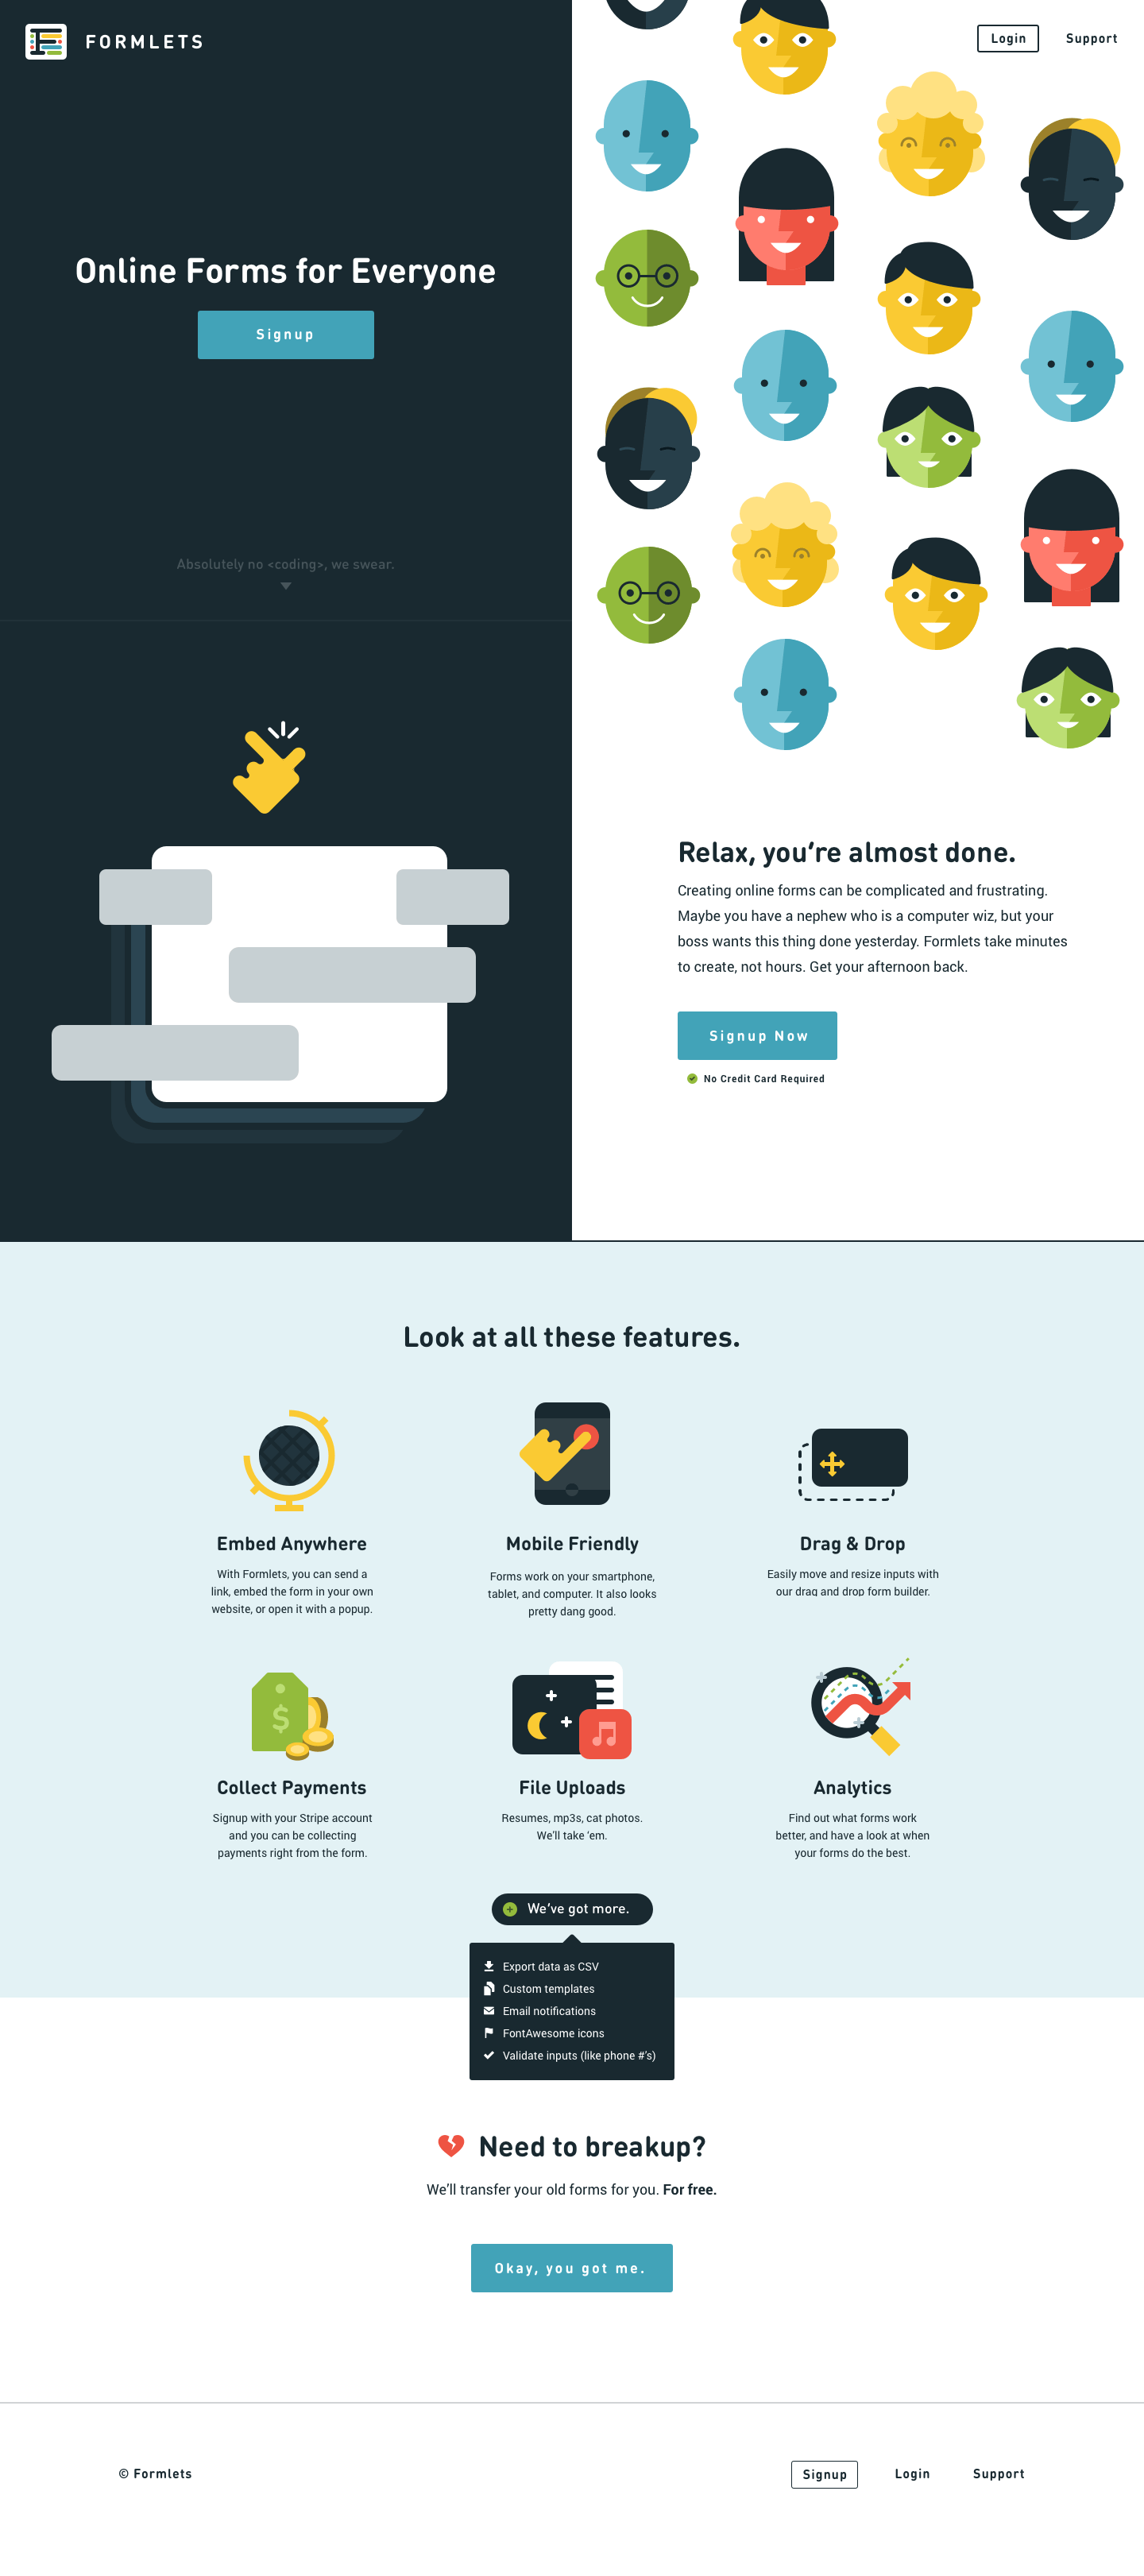 FORMLETS
Login
Support
Online Forms for Everyone
Signup
Absolutely no <coding>, we swear.
Relax, you’re almost done.
Creating online forms can be complicated and frustrating.
Maybe you have a nephew who is a computer wiz, but your
boss wants this thing done yesterday. Formlets take minutes
to create, not hours. Get your afternoon back.
Signup Now
No Credit Card Required
Look at all these features.
Embed Anywhere
With Formlets, you can send a
link, embed the form in your own
website, or open it with a popup.
Mobile Friendly
Forms work on your smartphone,
tablet, and computer. It also looks
pretty dang good.
Drag & Drop
Easily move and resize inputs with
our drag and drop form builder.
$
Collect Payments
Signup with your Stripe account
and you can be collecting
payments right from the form.
File Uploads
Resumes, mp3s, cat photos.
We’ll take ‘em.
Analytics
Find out what forms work
better, and have a look at when
your forms do the best.
We’ve got more.
Export data as CSV
Custom templates
Email notifications
FontAwesome icons
Validate inputs (like phone #’s)
Need to breakup?
We’ll transfer your old forms for you. For free.
Okay, you got me.
© Formlets
Signup
Login
Support